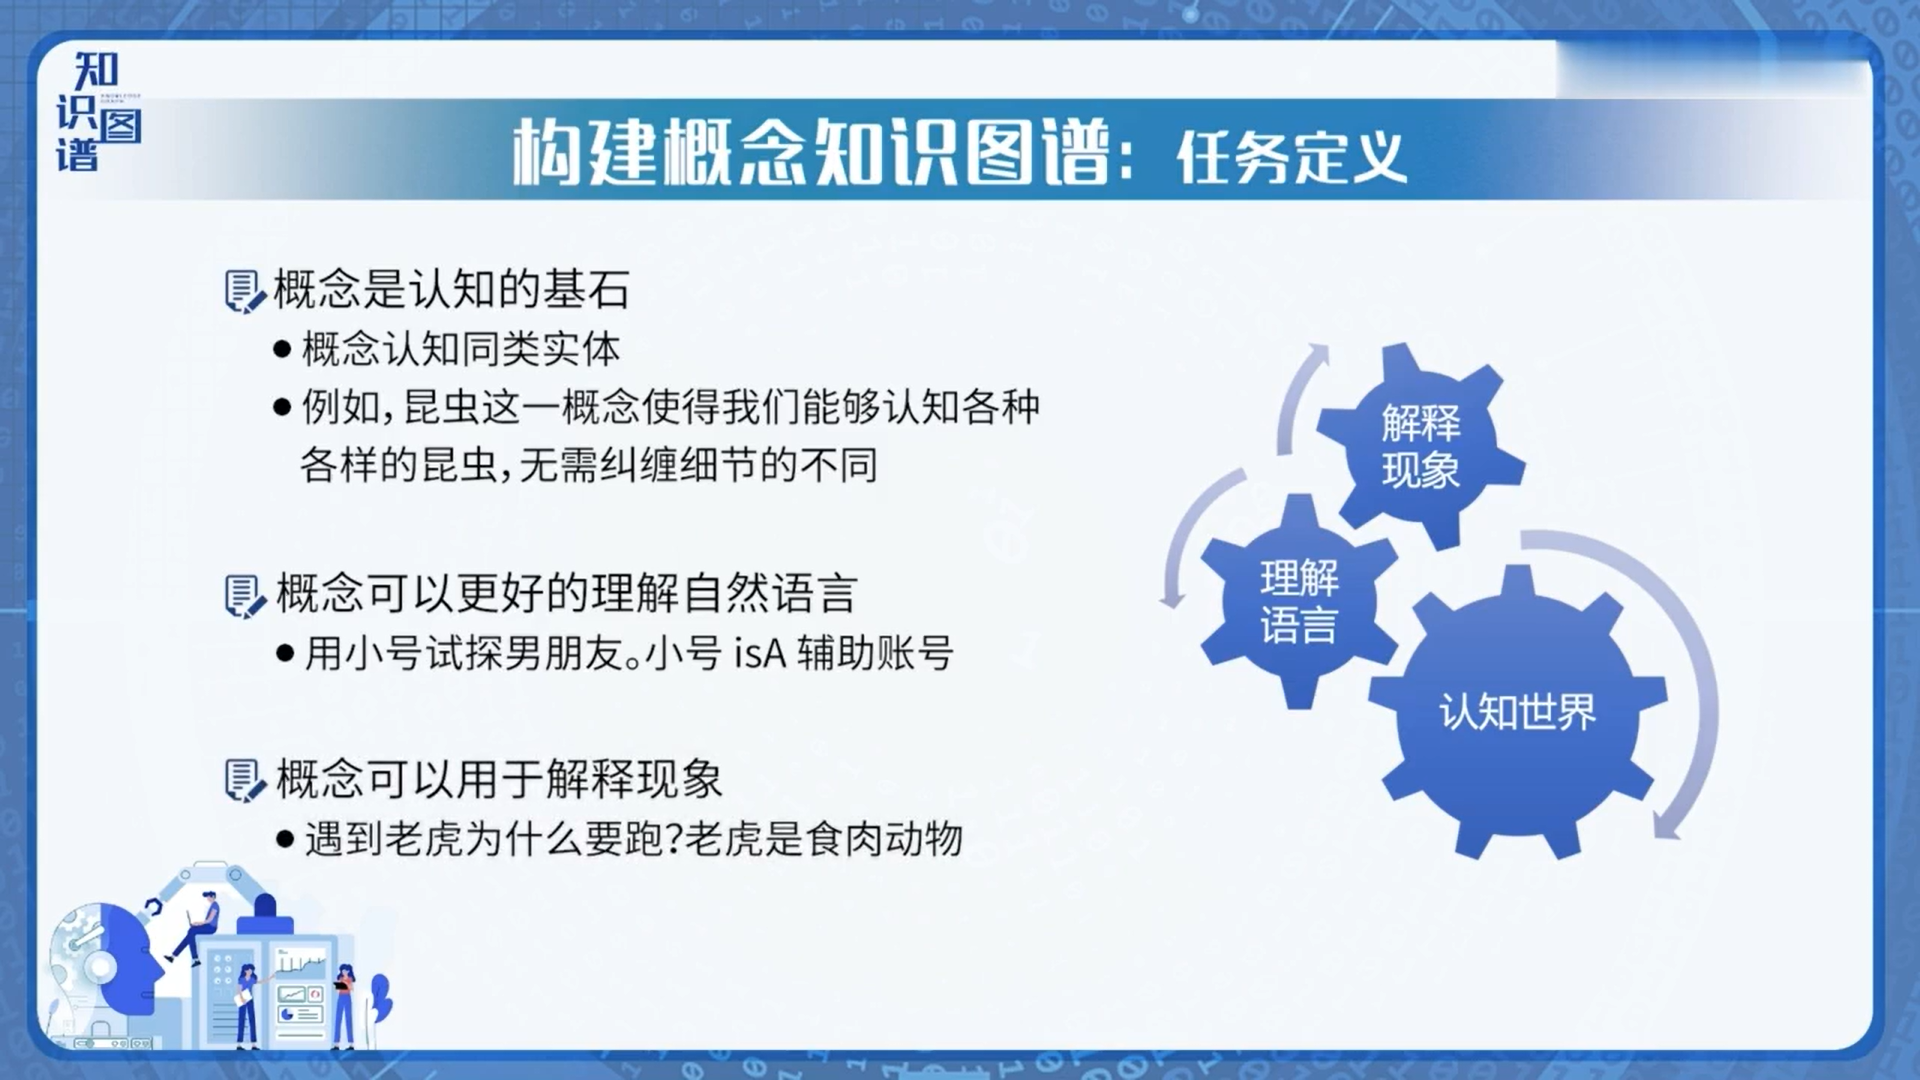 知
识图
谱
构建概念知识图谱：任务定义
概念是认知的基石
●概念认知同类实体
●例如，昆虫这一概念使得我们能够认知各种
各样的昆虫，无需纠缠细节的不同
概念可以更好的理解自然语言
●用小号试探男朋友。小号 isA 辅助账号
概念可以用于解释现象
●遇到老虎为什么要跑？老虎是食肉动物
解释
现象
理解
语言
认知世界